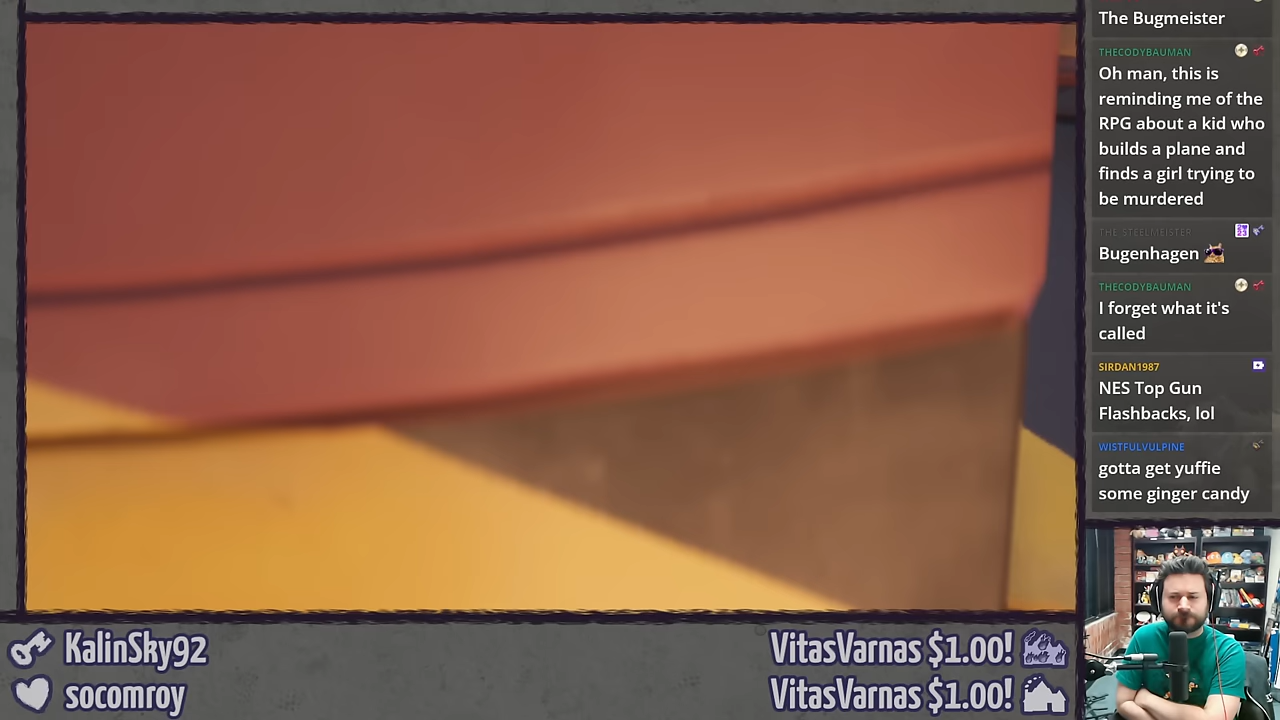 The Bugmeister
THECODYBAUMAN
Oh man, this is
reminding me of the
RPG about a kid who
builds a plane and
finds a girl trying to
be murdered
THE_STEELMEISTER
Bugenhagen
THECODYBAUMAN
I forget what it's
called
SIRDAN1987
NES Top Gun
Flashbacks, lol
WISTFULVULPINE
gotta get yuffie
some ginger candy
KalinSky92
socomroy
VitasVarnas $1.00!
VitasVarnas $1.00!